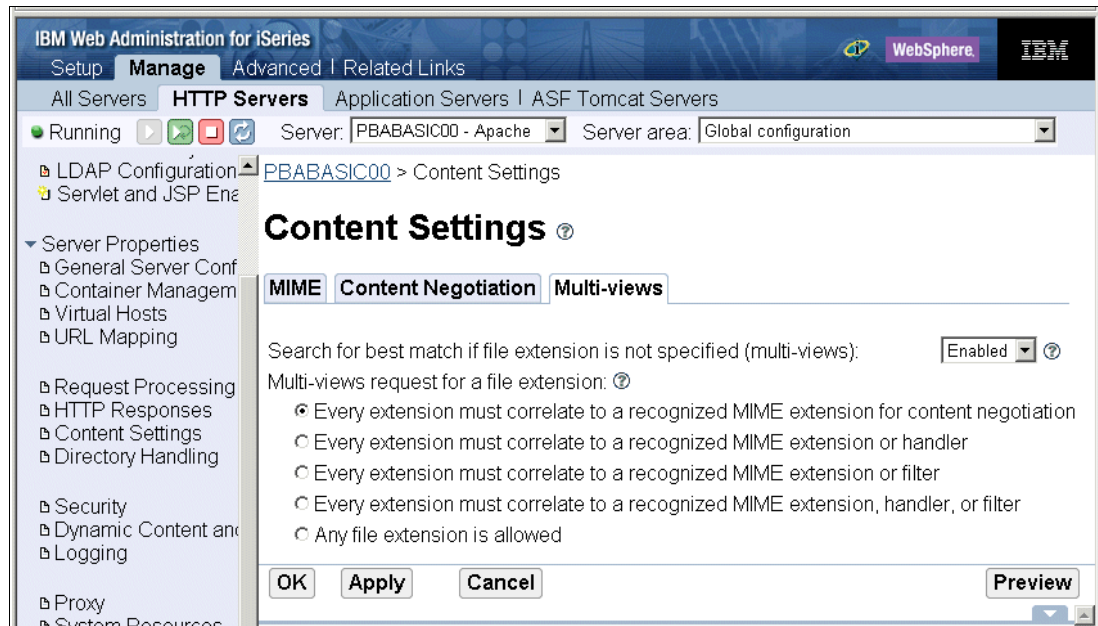 IBM Web Administration for iSeries
WebSphere.
IBM
Setup Manage Advanced | Related Links
All Servers HTTP Servers Application Servers | ASF Tomcat Servers
Running Server: PBABASIC00 - Apache Server area: Global configuration
LDAP Configuration
Servlet and JSP Ena
Server Properties
General Server Conf
Container Managem
Virtual Hosts
URL Mapping
Request Processing
HTTP Responses
Content Settings
Directory Handling
Security
Dynamic Content and
Logging
Proxy
System Resources
PBABASIC00 > Content Settings
Content Settings
MIME Content Negotiation Multi-views
Search for best match if file extension is not specified (multi-views): Enabled
Multi-views request for a file extension:
Every extension must correlate to a recognized MIME extension for content negotiation
Every extension must correlate to a recognized MIME extension or handler
Every extension must correlate to a recognized MIME extension or filter
Every extension must correlate to a recognized MIME extension, handler, or filter
Any file extension is allowed
OK Apply Cancel Preview